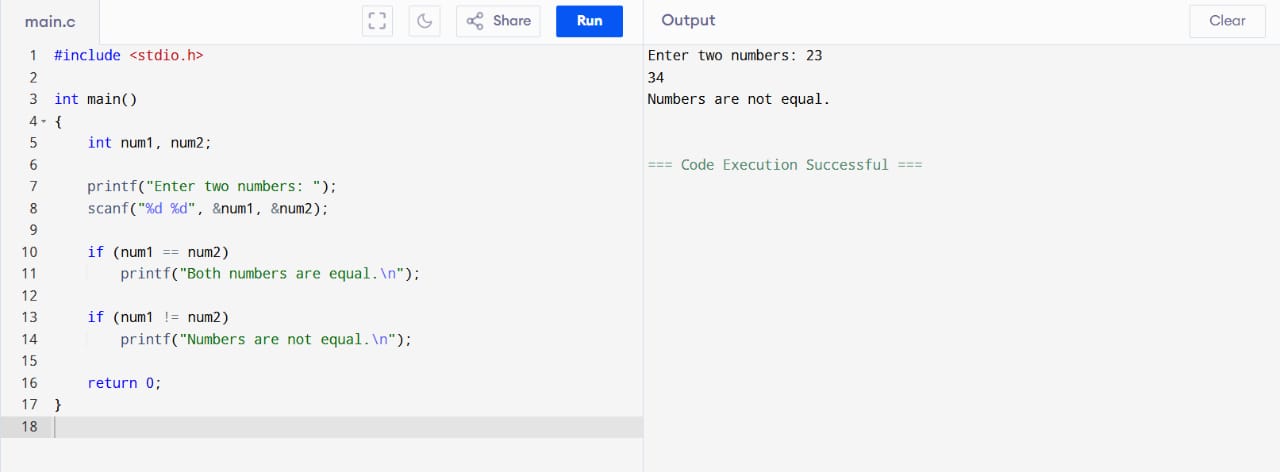 main.c
Share
Run
Output
Clear
1 #include <stdio.h>
2
3 int main()
4 {
5     int num1, num2;
6
7     printf("Enter two numbers: ");
8     scanf("%d %d", &num1, &num2);
9
10     if (num1 == num2)
11         printf("Both numbers are equal.\n");
12
13     if (num1 != num2)
14         printf("Numbers are not equal.\n");
15
16     return 0;
17 }
18
Enter two numbers: 23
34
Numbers are not equal.
=== Code Execution Successful ===